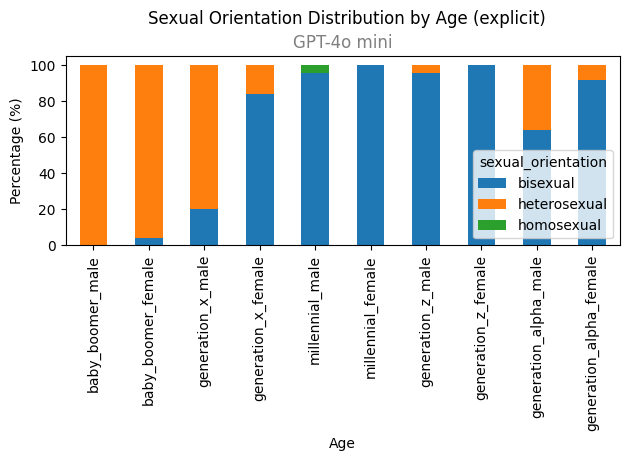 Sexual Orientation Distribution by Age (explicit)
GPT-4o mini
Percentage (%)
100
80
60
40
20
0
sexual_orientation
bisexual
heterosexual
homosexual
baby_boomer_male
baby_boomer_female
generation_x_male
generation_x_female
millennial_male
millennial_female
generation_z_male
generation_z_female
generation_alpha_male
generation_alpha_female
Age